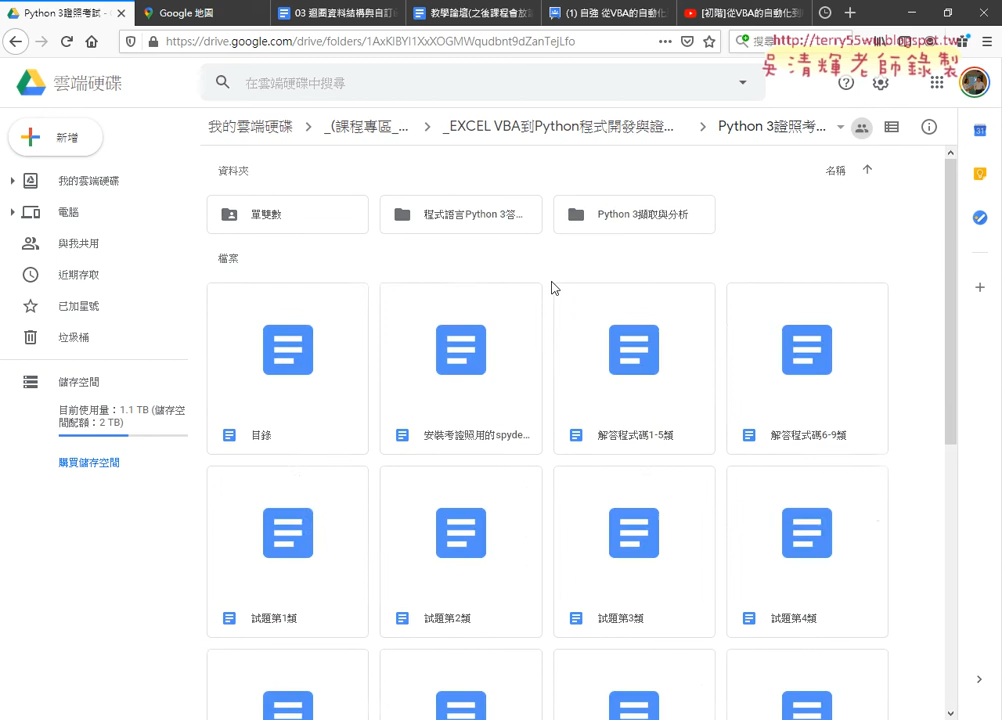 Python 3證照考試 -
Google 地圖
03 迴圈資料結構與自訂
教學論壇(之後課程會放
(1) 自強 從VBA的自動化
[初階]從VBA的自動化到
https://drive.google.com/drive/folders/1AxKlBYI1XxXOGMWqudbnt9dZanTejLfo
搜尋
http://terry55wu.blogspot.tw
吳清輝老師錄製
雲端硬碟
在雲端硬碟中搜尋
新增
我的雲端硬碟 > _(課程專區_... > _EXCEL VBA到Python程式開發與證... > Python 3證照考...
我的雲端硬碟
電腦
與我共用
近期存取
已加星號
垃圾桶
儲存空間
目前使用量：1.1 TB (儲存空
間配額：2 TB)
購買儲存空間
資料夾
名稱
單雙數
程式語言Python 3答...
Python 3擷取與分析
檔案
目錄
安裝考證照用的spyde...
解答程式碼1-5類
解答程式碼6-9類
試題第1類
試題第2類
試題第3類
試題第4類
31